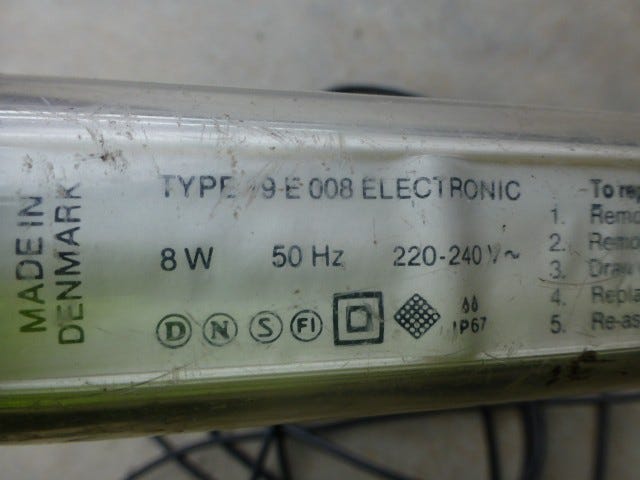 MADE IN
DENMARK
TYPE 9-E 008 ELECTRONIC
8 W 50 Hz 220-240 V~
D N S FI IP67
To rep
1. Remo
2. Remo
3. Draw
4. Repla
5. Re-as